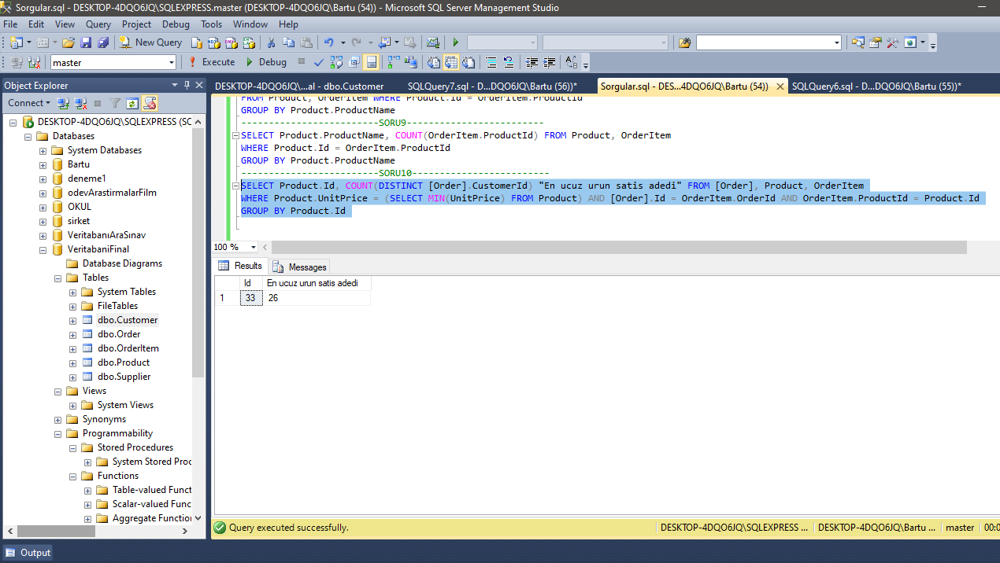 Sorgular.sql - DESKTOP-4DQO6JQ\SQLEXPRESS.master (DESKTOP-4DQO6JQ\Bartu (54)) - Microsoft SQL Server Management Studio
File Edit View Query Project Debug Tools Window Help
New Query
master Execute Debug
Object Explorer
Connect
DESKTOP-4DQO6JQ\SQLEXPRESS (SC
Databases
System Databases
Bartu
deneme1
odevArastirmalarFilm
OKUL
sirket
VeritabanıAraSınav
VeritabaniFinal
Database Diagrams
Tables
System Tables
FileTables
dbo.Customer
dbo.Order
dbo.OrderItem
dbo.Product
dbo.Supplier
Views
System Views
Synonyms
Programmability
Stored Procedures
System Stored Proc
Functions
Table-valued Funct
Scalar-valued Func
Aggregate Function
DESKTOP-4DQO6JQ\...al - dbo.Customer SQLQuery7.sql - D...DQO6JQ\Bartu (56))* Sorgular.sql - DES...4DQO6JQ\Bartu (54)) SQLQuery6.sql - D...DQO6JQ\Bartu (55))*
FROM Product, OrderItem WHERE Product.Id = OrderItem.ProductId
GROUP BY Product.ProductName
-------------------------SORU9-------------------------
SELECT Product.ProductName, COUNT(OrderItem.ProductId) FROM Product, OrderItem
WHERE Product.Id = OrderItem.ProductId
GROUP BY Product.ProductName
-------------------------SORU10-------------------------
SELECT Product.Id, COUNT(DISTINCT [Order].CustomerId) "En ucuz urun satis adedi" FROM [Order], Product, OrderItem
WHERE Product.UnitPrice = (SELECT MIN(UnitPrice) FROM Product) AND [Order].Id = OrderItem.OrderId AND OrderItem.ProductId = Product.Id
GROUP BY Product.Id
100 %
Results Messages
Id En ucuz urun satis adedi
1 33 26
Query executed successfully. DESKTOP-4DQO6JQ\SQLEXPRESS ... DESKTOP-4DQO6JQ\Bartu ... master 00:0
Output